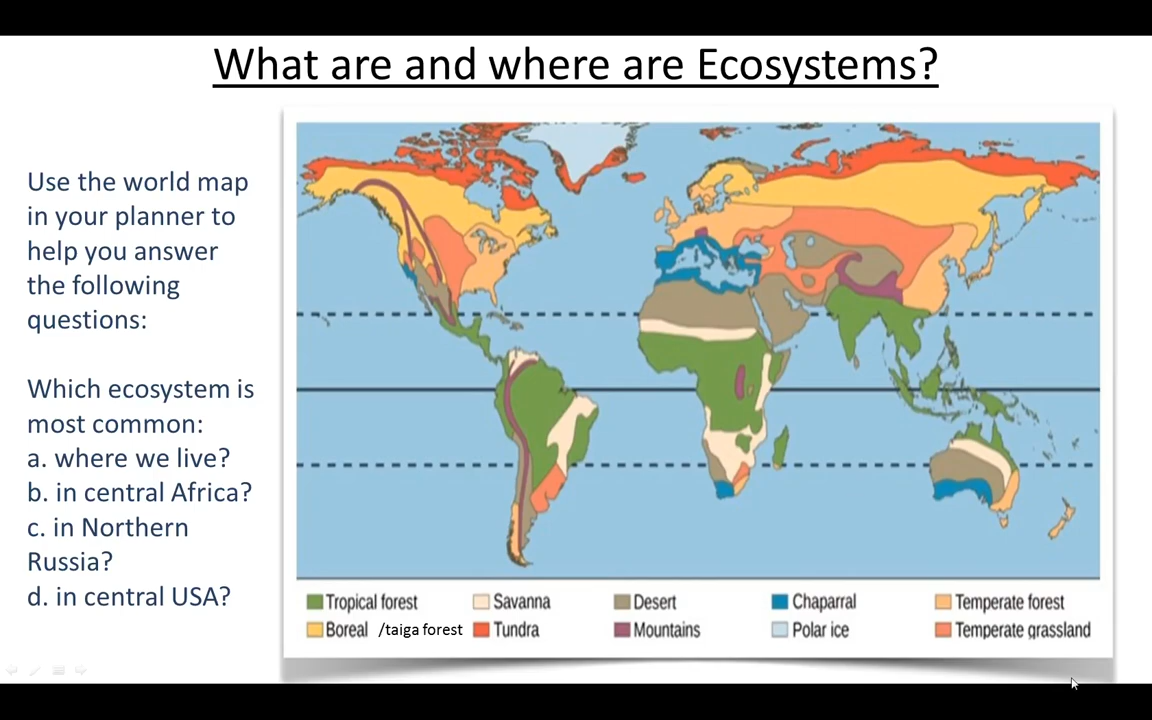 What are and where are Ecosystems?
Use the world map
in your planner to
help you answer
the following
questions:
Which ecosystem is
most common:
a. where we live?
b. in central Africa?
c. in Northern
Russia?
d. in central USA?
Tropical forest
Savanna
Desert
Chaparral
Temperate forest
Boreal /taiga forest
Tundra
Mountains
Polar ice
Temperate grassland